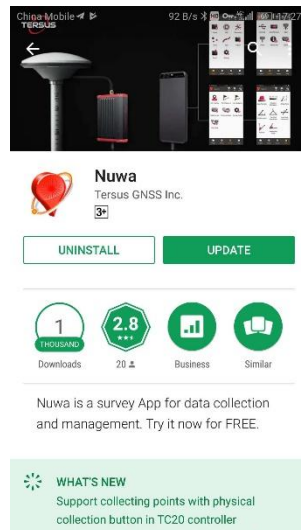 China Mobile
92 B/s
17:27
TERSUS
Nuwa
Tersus GNSS Inc.
3+
UNINSTALL
UPDATE
1
THOUSAND
Downloads
2.8
20
Business
Similar
Nuwa is a survey App for data collection
and management. Try it now for FREE.
WHAT'S NEW
Support collecting points with physical
collection button in TC20 controller